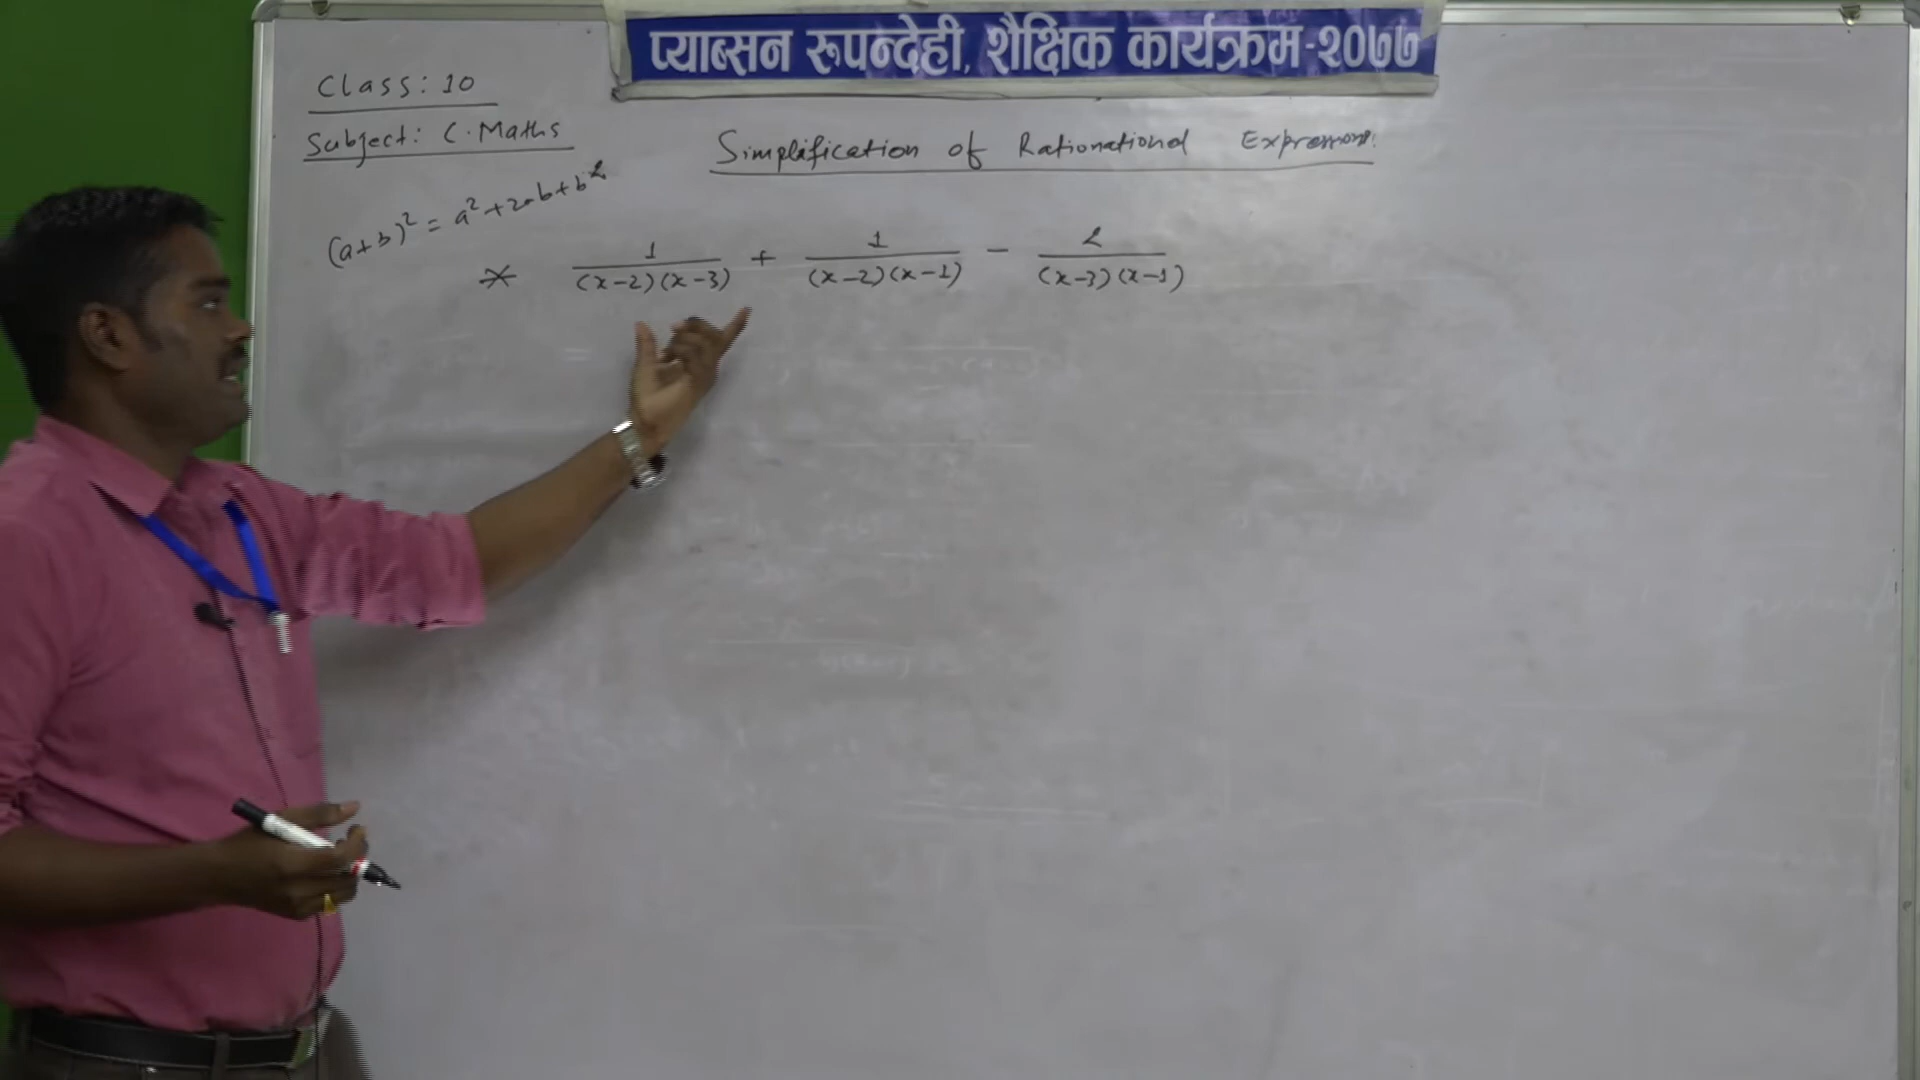 प्याब्सन रूपन्देही, शैक्षिक कार्यक्रम-२०७७
Class: 10
Subject: C. Maths
Simplification of Rationational Expressions:
(a+b)² = a²+2ab+b²
* 1/(x-2)(x-3) + 1/(x-2)(x-1) - 2/(x-3)(x-1)